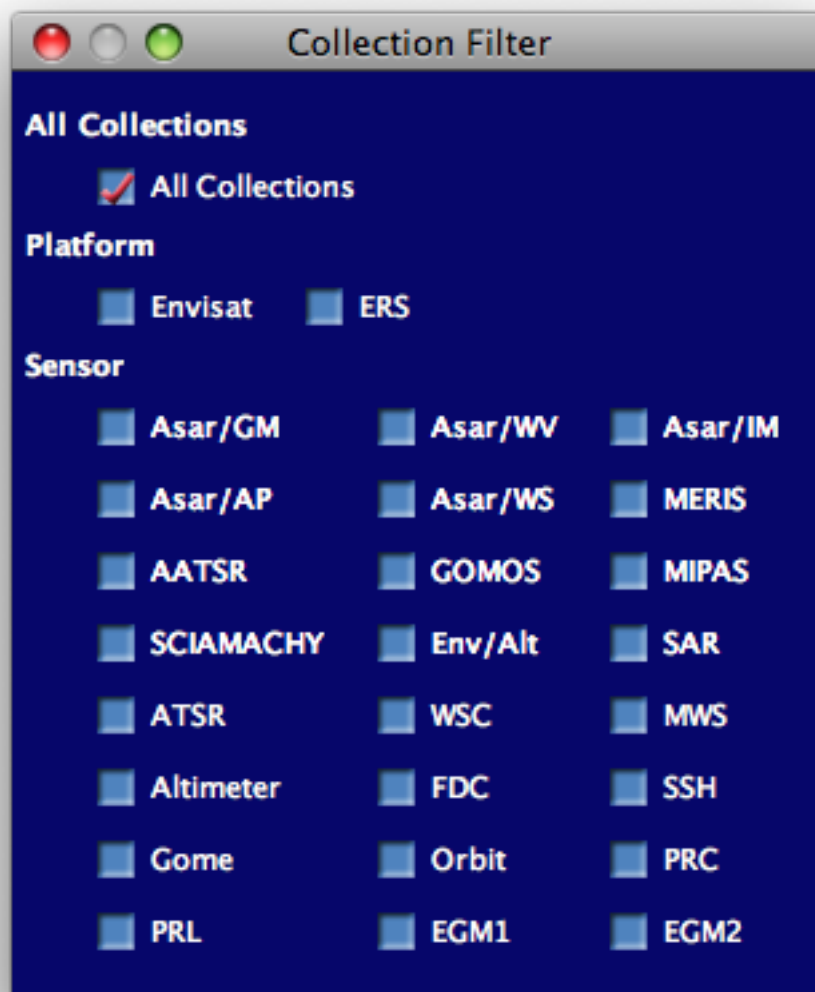 Collection Filter
All Collections
All Collections
Platform
Envisat ERS
Sensor
Asar/GM Asar/WV Asar/IM
Asar/AP Asar/WS MERIS
AATSR GOMOS MIPAS
SCIAMACHY Env/Alt SAR
ATSR WSC MWS
Altimeter FDC SSH
Gome Orbit PRC
PRL EGM1 EGM2